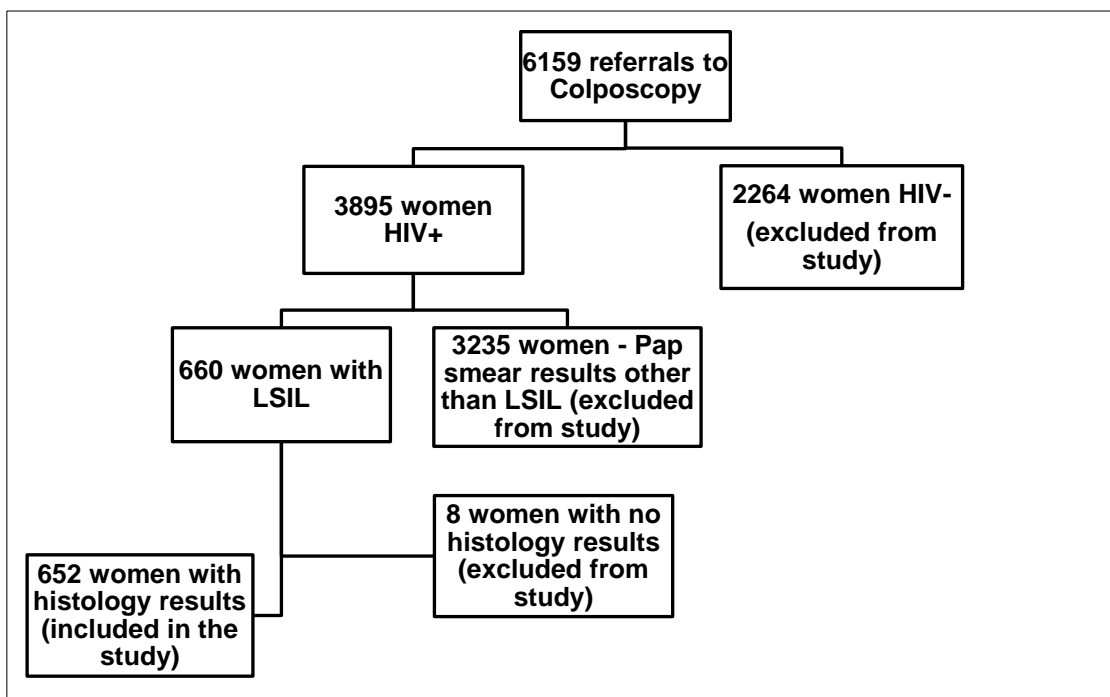 6159 referrals to
Colposcopy
3895 women
HIV+
2264 women HIV-
(excluded from
study)
660 women with
LSIL
3235 women - Pap
smear results other
than LSIL (excluded
from study)
8 women with no
histology results
(excluded from
study)
652 women with
histology results
(included in the
study)